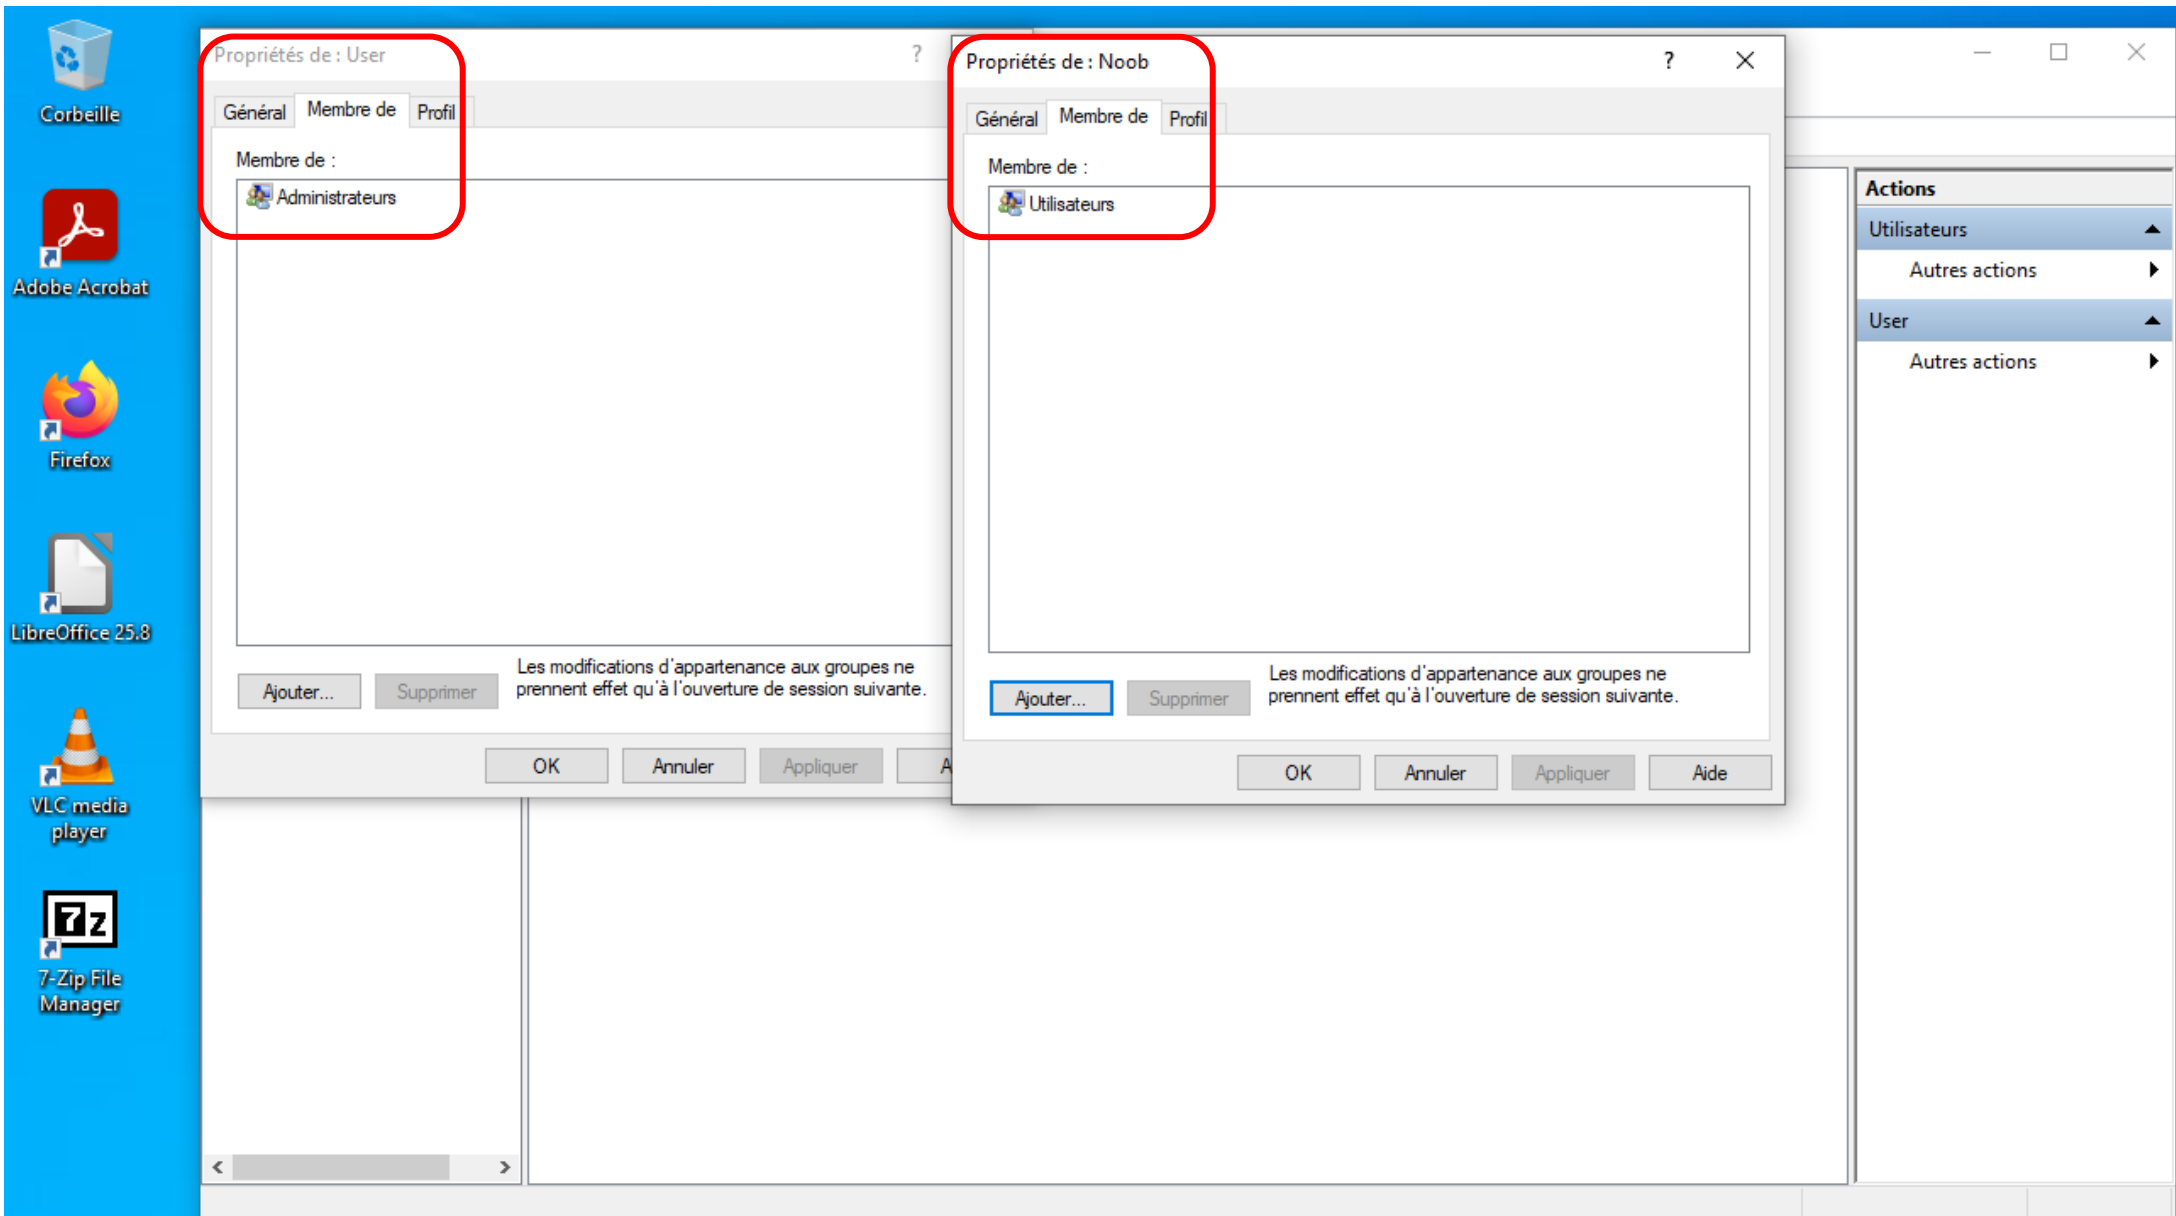 Corbeille
Adobe Acrobat
Firefox
LibreOffice 25.8
VLC media
player
7-Zip File
Manager
Propriétés de : User
?
Général Membre de Profil
Membre de :
Administrateurs
Ajouter... Supprimer
Les modifications d'appartenance aux groupes ne
prennent effet qu'à l'ouverture de session suivante.
OK Annuler Appliquer A
Propriétés de : Noob
?
Général Membre de Profil
Membre de :
Utilisateurs
Ajouter... Supprimer
Les modifications d'appartenance aux groupes ne
prennent effet qu'à l'ouverture de session suivante.
OK Annuler Appliquer Aide
Actions
Utilisateurs
Autres actions
User
Autres actions